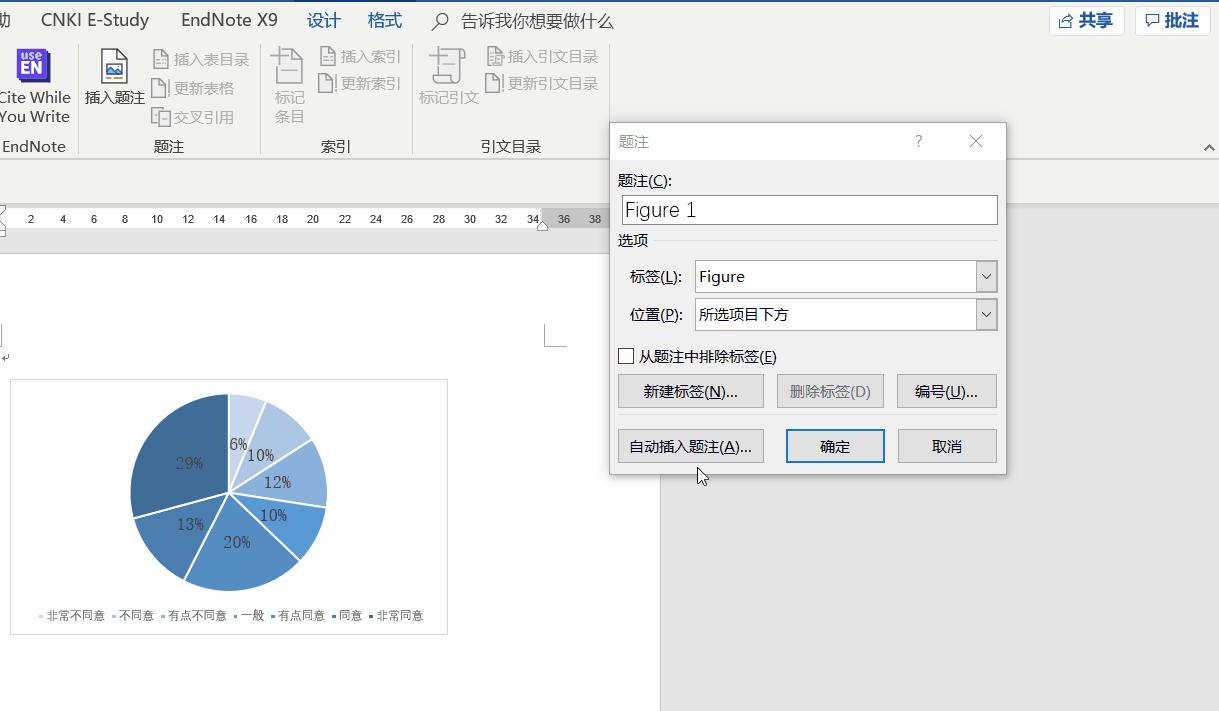 助 CNKI E-Study EndNote X9 设计 格式 告诉我你想要做什么 共享 批注
use
EN
Cite While
You Write
EndNote
插入题注
插入表目录
更新表格
交叉引用
题注
标记
条目
插入索引
更新索引
索引
标记引文
插入引文目录
更新引文目录
引文目录
2 4 6 8 10 12 14 16 18 20 22 24 26 28 30 32 34 36 38
题注 ?
题注(C):
Figure 1
选项
标签(L): Figure
位置(P): 所选项目下方
从题注中排除标签(E)
新建标签(N)... 删除标签(D) 编号(U)...
自动插入题注(A)... 确定 取消
6%
10%
12%
10%
20%
13%
29%
非常不同意 不同意 有点不同意 一般 有点同意 同意 非常同意